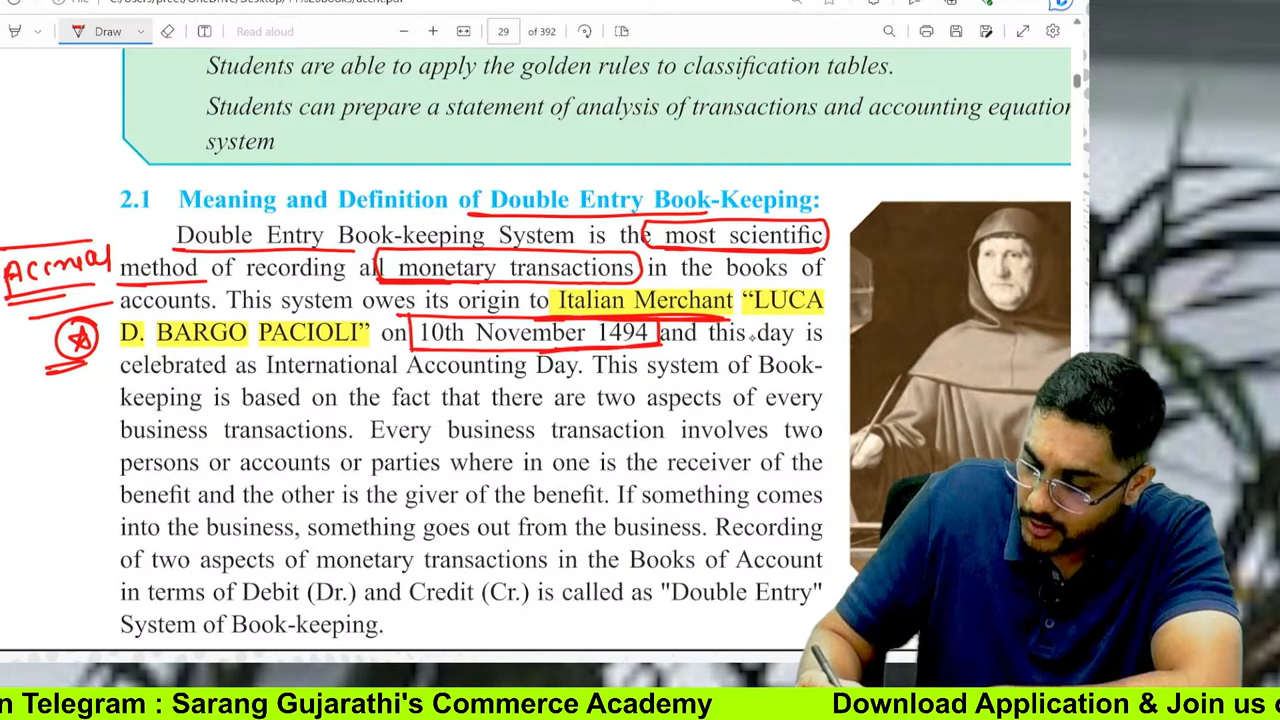 Draw
Read aloud
29
of 392
Students are able to apply the golden rules to classification tables.
Students can prepare a statement of analysis of transactions and accounting equation
system
2.1 Meaning and Definition of Double Entry Book-Keeping:
Double Entry Book-keeping System is the most scientific
Accrual
method of recording all monetary transactions in the books of
accounts. This system owes its origin to Italian Merchant “LUCA
D. BARGO PACIOLI” on 10th November 1494 and this day is
celebrated as International Accounting Day. This system of Book-
keeping is based on the fact that there are two aspects of every
business transactions. Every business transaction involves two
persons or accounts or parties where in one is the receiver of the
benefit and the other is the giver of the benefit. If something comes
into the business, something goes out from the business. Recording
of two aspects of monetary transactions in the Books of Account
in terms of Debit (Dr.) and Credit (Cr.) is called as "Double Entry"
System of Book-keeping.
n Telegram : Sarang Gujarathi's Commerce Academy
Download Application & Join us o